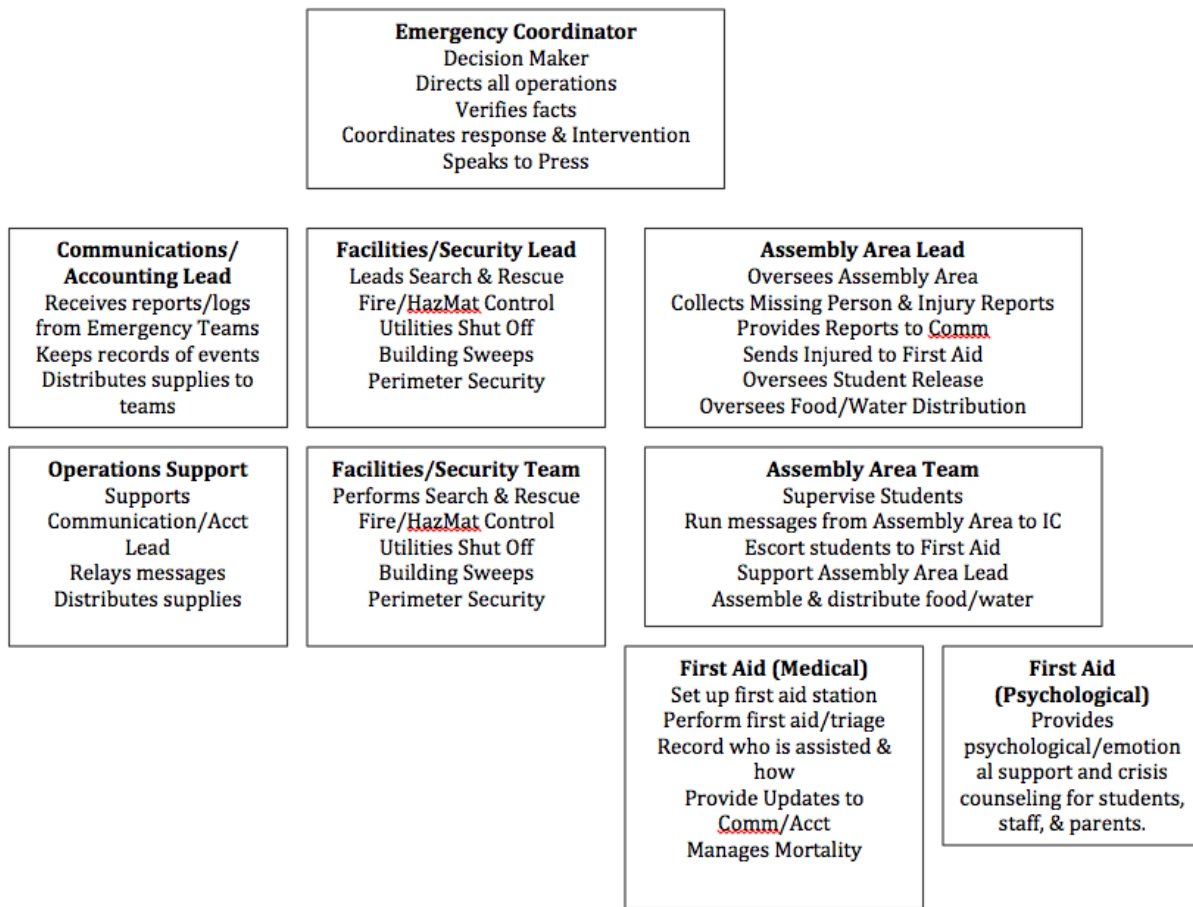 Emergency Coordinator
Decision Maker
Directs all operations
Verifies facts
Coordinates response & Intervention
Speaks to Press
Communications/
Accounting Lead
Receives reports/logs
from Emergency Teams
Keeps records of events
Distributes supplies to
teams
Facilities/Security Lead
Leads Search & Rescue
Fire/HazMat Control
Utilities Shut Off
Building Sweeps
Perimeter Security
Assembly Area Lead
Oversees Assembly Area
Collects Missing Person & Injury Reports
Provides Reports to Comm
Sends Injured to First Aid
Oversees Student Release
Oversees Food/Water Distribution
Operations Support
Supports
Communication/Acct
Lead
Relays messages
Distributes supplies
Facilities/Security Team
Performs Search & Rescue
Fire/HazMat Control
Utilities Shut Off
Building Sweeps
Perimeter Security
Assembly Area Team
Supervise Students
Run messages from Assembly Area to IC
Escort students to First Aid
Support Assembly Area Lead
Assemble & distribute food/water
First Aid (Medical)
Set up first aid station
Perform first aid/triage
Record who is assisted &
how
Provide Updates to
Comm/Acct
Manages Mortality
First Aid
(Psychological)
Provides
psychological/emotion
al support and crisis
counseling for students,
staff, & parents.